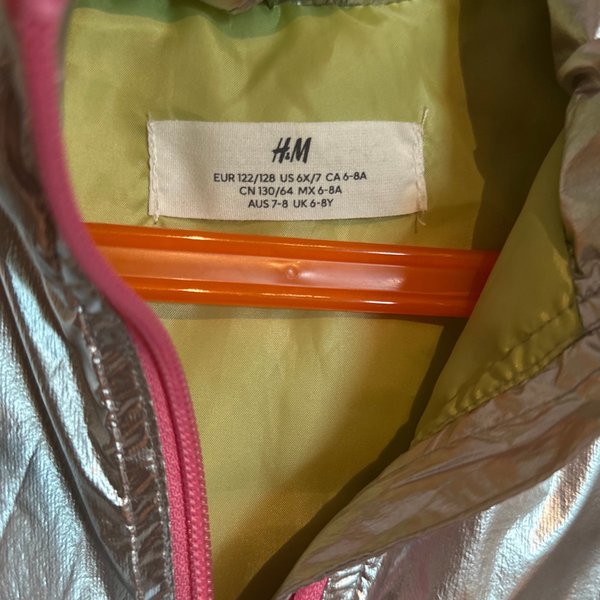 H&M
EUR 122/128 US 6X/7 CA 6-8A
CN 130/64 MX 6-8A
AUS 7-8 UK 6-8Y